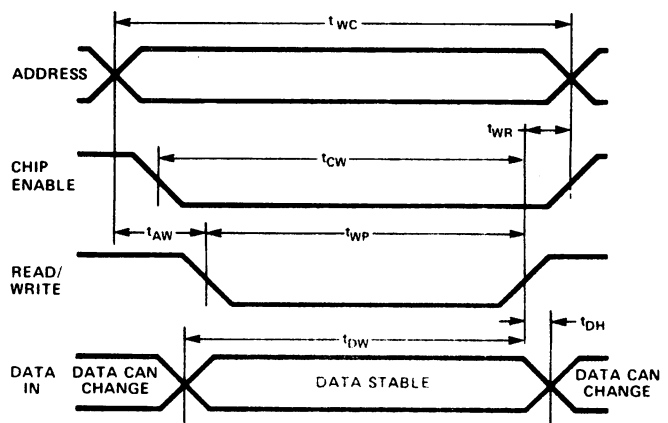 tWC
ADDRESS
tWR
CHIP
ENABLE
tCW
tAW
tWP
READ/
WRITE
tDW
tDH
DATA
IN
DATA CAN
CHANGE
DATA STABLE
DATA CAN
CHANGE